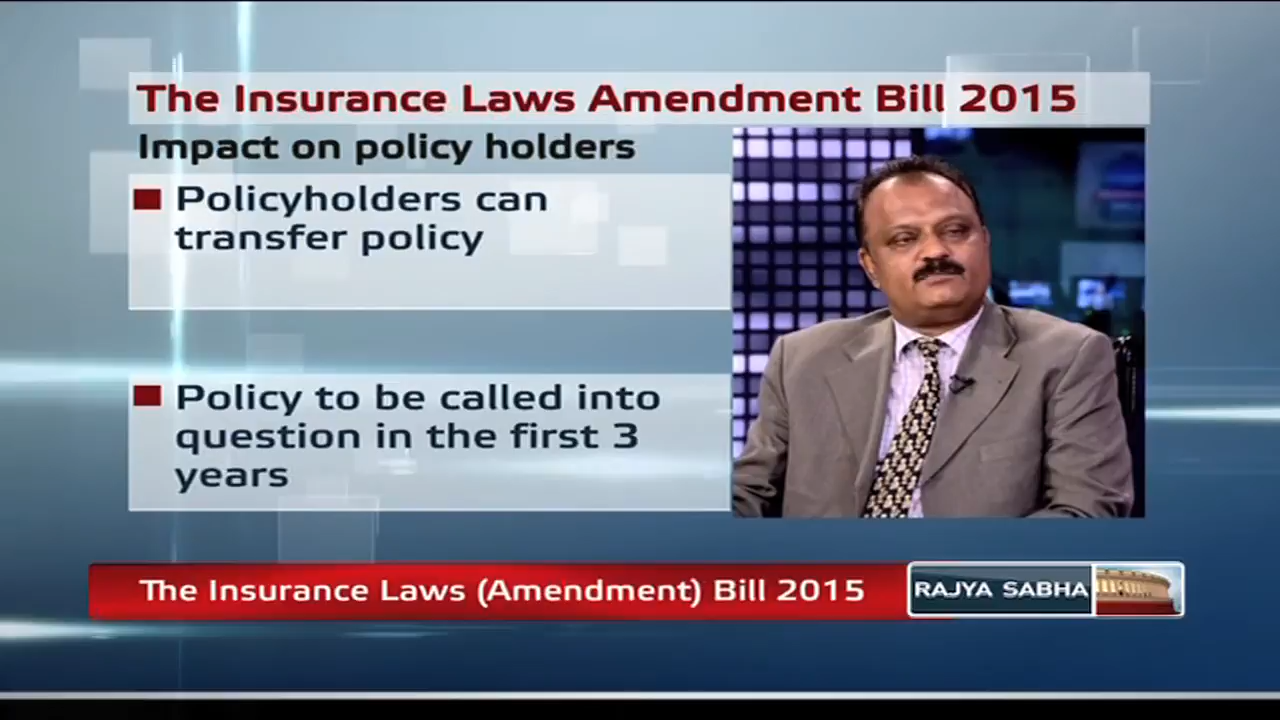 The Insurance Laws Amendment Bill 2015
Impact on policy holders
Policyholders can
transfer policy
Policy to be called into
question in the first 3
years
The Insurance Laws (Amendment) Bill 2015
RAJYA SABHA